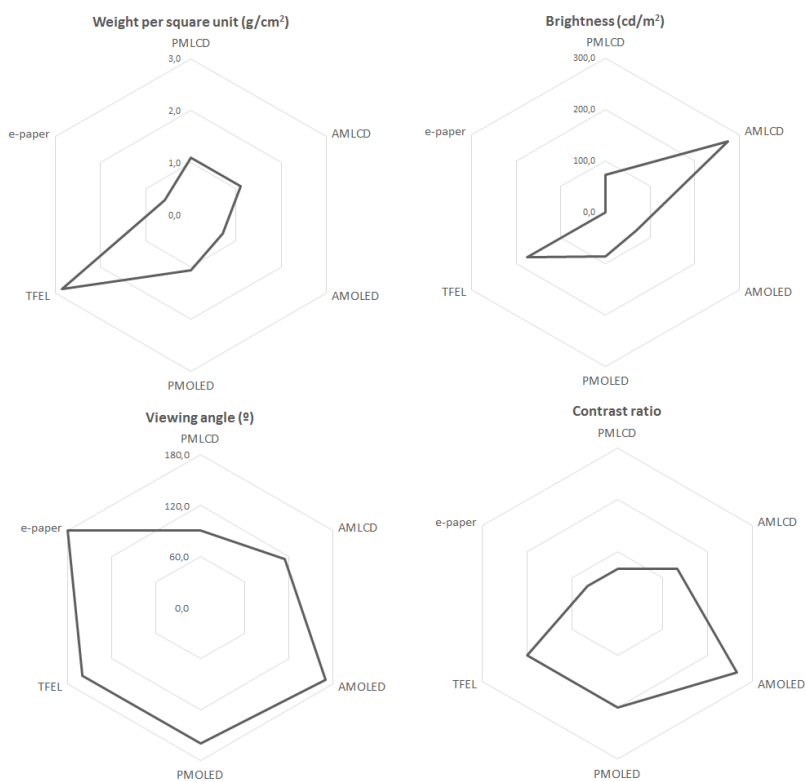 Weight per square unit (g/cm²)
PMLCD
3,0
AMLCD
2,0
e-paper
1,0
0,0
TFEL
AMOLED
PMOLED
Brightness (cd/m²)
PMLCD
300,0
AMLCD
200,0
e-paper
100,0
0,0
TFEL
AMOLED
PMOLED
Viewing angle (º)
PMLCD
180,0
AMLCD
120,0
e-paper
60,0
0,0
TFEL
AMOLED
PMOLED
Contrast ratio
PMLCD
e-paper
AMLCD
TFEL
AMOLED
PMOLED